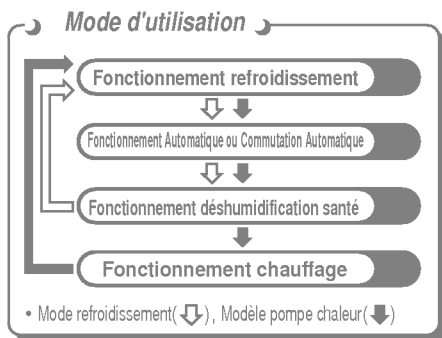 Mode d'utilisation
Fonctionnement refroidissement
Fonctionnement Automatique ou Commutation Automatique
Fonctionnement déshumidification santé
Fonctionnement chauffage
• Mode refroidissement( ), Modèle pompe chaleur( )